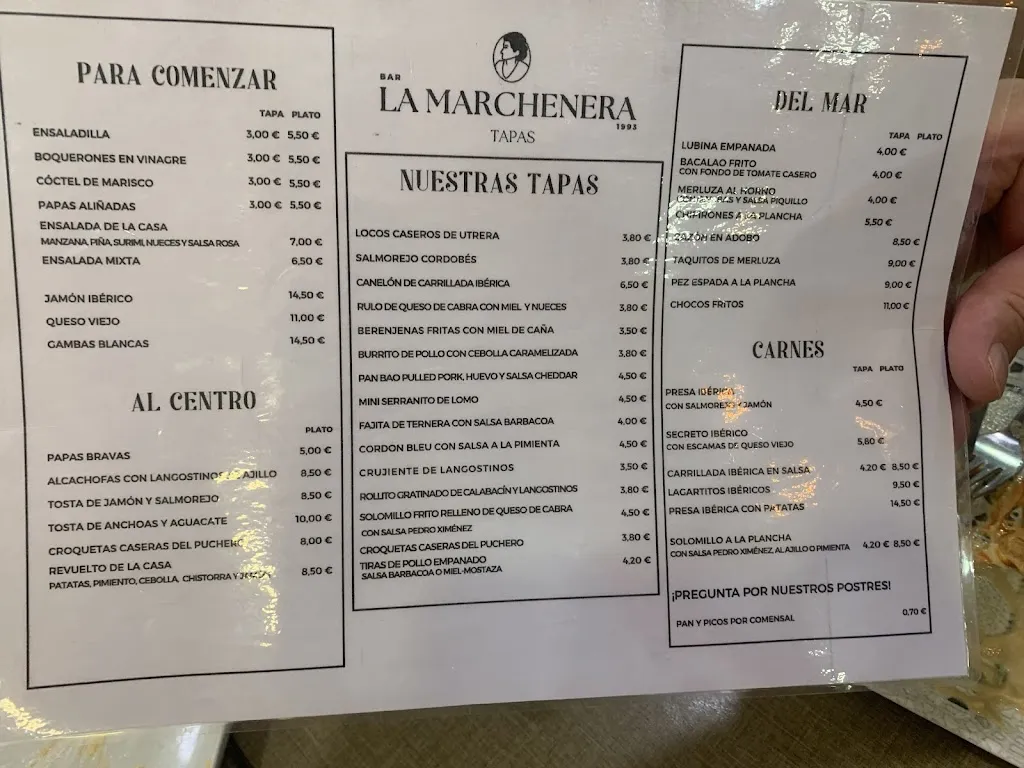 PARA COMENZAR
TAPA PLATO
ENSALADILLA 3,00 € 5,50 €
BOQUERONES EN VINAGRE 3,00 € 5,50 €
CÓCTEL DE MARISCO 3,00 € 5,50 €
PAPAS ALIÑADAS 3,00 € 5,50 €
ENSALADA DE LA CASA
MANZANA, PIÑA, SURIMI, NUECES Y SALSA ROSA 7,00 €
ENSALADA MIXTA 6,50 €
JAMÓN IBÉRICO 14,50 €
QUESO VIEJO 11,00 €
GAMBAS BLANCAS 14,50 €
AL CENTRO
PLATO
PAPAS BRAVAS 5,00 €
ALCACHOFAS CON LANGOSTINOS AJILLO 8,50 €
TOSTA DE JAMÓN Y SALMOREJO 8,50 €
TOSTA DE ANCHOAS Y AGUACATE 10,00 €
CROQUETAS CASERAS DEL PUCHERO 8,00 €
REVUELTO DE LA CASA
PATATAS, PIMIENTO, CEBOLLA, CHISTORRA Y 8,50 €
BAR
LA MARCHENERA
1993
TAPAS
NUESTRAS TAPAS
LOCOS CASEROS DE UTRERA 3,80 €
SALMOREJO CORDOBÉS 3,80 €
CANELÓN DE CARRILLADA IBÉRICA 6,50 €
RULO DE QUESO DE CABRA CON MIEL Y NUECES 3,80 €
BERENJENAS FRITAS CON MIEL DE CAÑA 3,50 €
BURRITO DE POLLO CON CEBOLLA CARAMELIZADA 3,80 €
PAN BAO PULLED PORK, HUEVO Y SALSA CHEDDAR 4,50 €
MINI SERRANITO DE LOMO 4,50 €
FAJITA DE TERNERA CON SALSA BARBACOA 4,00 €
CORDON BLEU CON SALSA A LA PIMIENTA 4,50 €
CRUJIENTE DE LANGOSTINOS 3,50 €
ROLLITO GRATINADO DE CALABACÍN Y LANGOSTINOS 3,80 €
SOLOMILLO FRITO RELLENO DE QUESO DE CABRA 4,50 €
CON SALSA PEDRO XIMÉNEZ
CROQUETAS CASERAS DEL PUCHERO 3,80 €
TIRAS DE POLLO EMPANADO 4,20 €
SALSA BARBACOA O MIEL-MOSTAZA
DEL MAR
TAPA PLATO
LUBINA EMPANADA 4,00 €
BACALAO FRITO
CON FONDO DE TOMATE CASERO 4,00 €
MERLUZA AL HORNO
Y SALSA PIQUILLO 4,00 €
CHIPIRONES A LA PLANCHA 5,50 €
CAZÓN EN ADOBO 8,50 €
TAQUITOS DE MERLUZA 9,00 €
PEZ ESPADA A LA PLANCHA 9,00 €
CHOCOS FRITOS 11,00 €
CARNES
TAPA PLATO
PRESA IBÉRICA
CON SALMOREJO Y JAMÓN 4,50 €
SECRETO IBÉRICO
CON ESCAMAS DE QUESO VIEJO 5,80 €
CARRILLADA IBÉRICA EN SALSA 4,20 € 8,50 €
LAGARTITOS IBÉRICOS 9,50 €
PRESA IBÉRICA CON PATATAS 14,50 €
SOLOMILLO A LA PLANCHA
CON SALSA PEDRO XIMÉNEZ, AL AJILLO O PIMIENTA 4,20 € 8,50 €
¡PREGUNTA POR NUESTROS POSTRES!
PAN Y PICOS POR COMENSAL 0,70 €